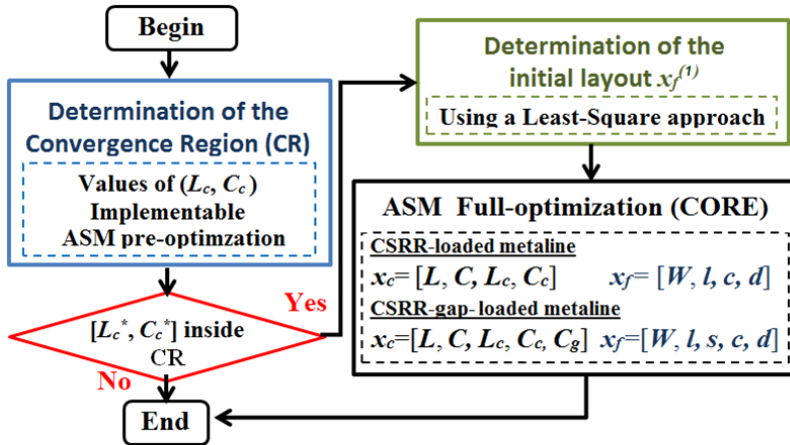 Begin
Determination of the
Convergence Region (CR)
Values of (Lc, Cc)
Implementable
ASM pre-optimzation
[Lc*, Cc*] inside
CR
Yes
No
End
Determination of the
initial layout xf(1)
Using a Least-Square approach
ASM Full-optimization (CORE)
CSRR-loaded metaline
xc= [L, C, Lc, Cc] xf= [W, l, c, d]
CSRR-gap-loaded metaline
xc=[L, C, Lc, Cc, Cg] xf=[W, l, s, c, d]